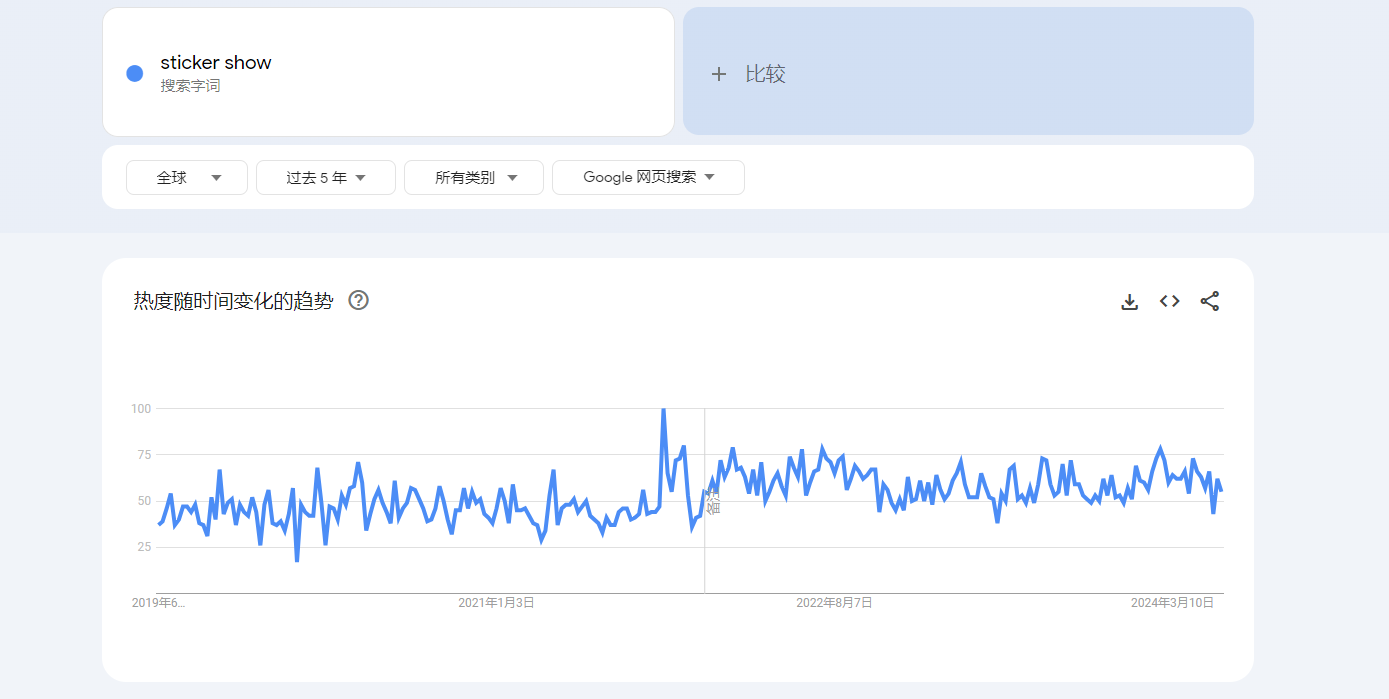 sticker show
搜索字词
+ 比较
全球
过去 5 年
所有类别
Google 网页搜索
热度随时间变化的趋势
100
75
50
25
备注
2019年6…
2021年1月3日
2022年8月7日
2024年3月10日